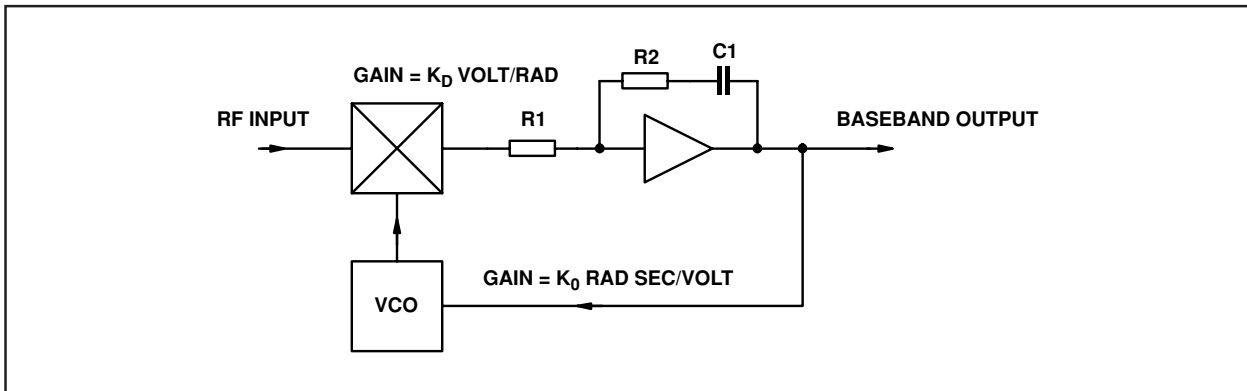 C1
R2
GAIN = K_D VOLT/RAD
R1
RF INPUT
BASEBAND OUTPUT
GAIN = K_0 RAD SEC/VOLT
VCO